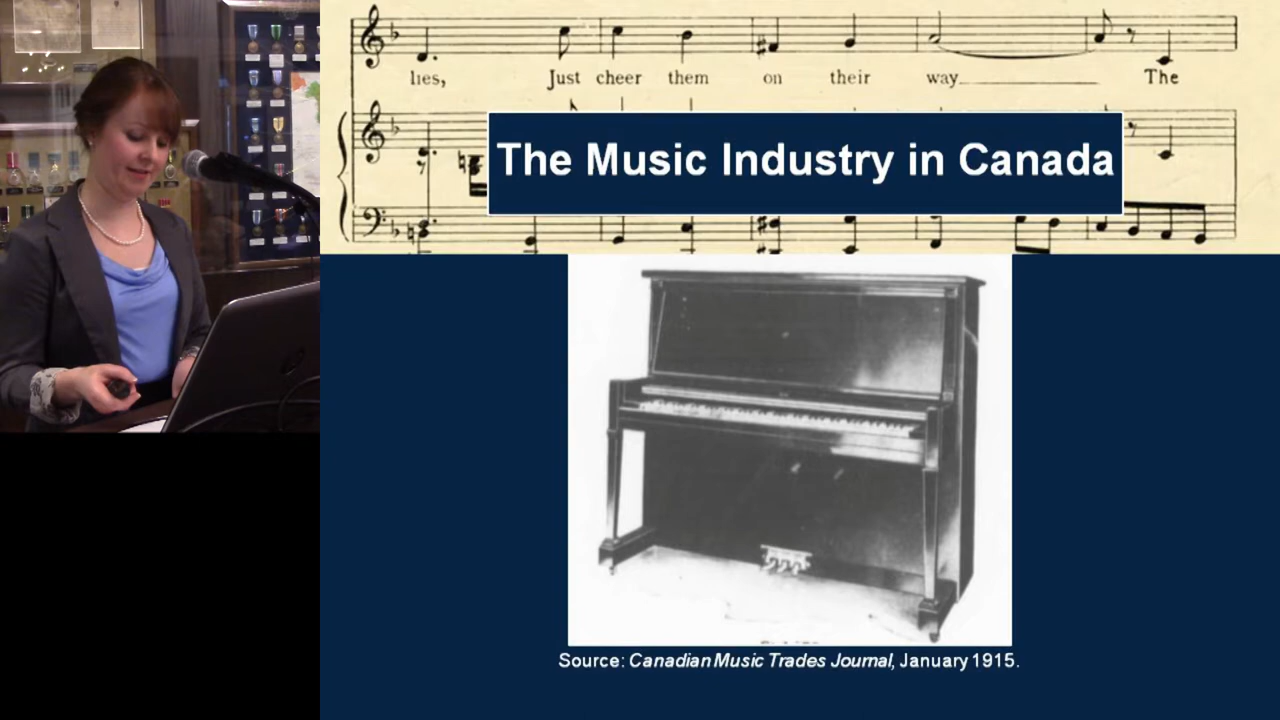 lies, Just cheer them on their way The
The Music Industry in Canada
Source: Canadian Music Trades Journal, January 1915.